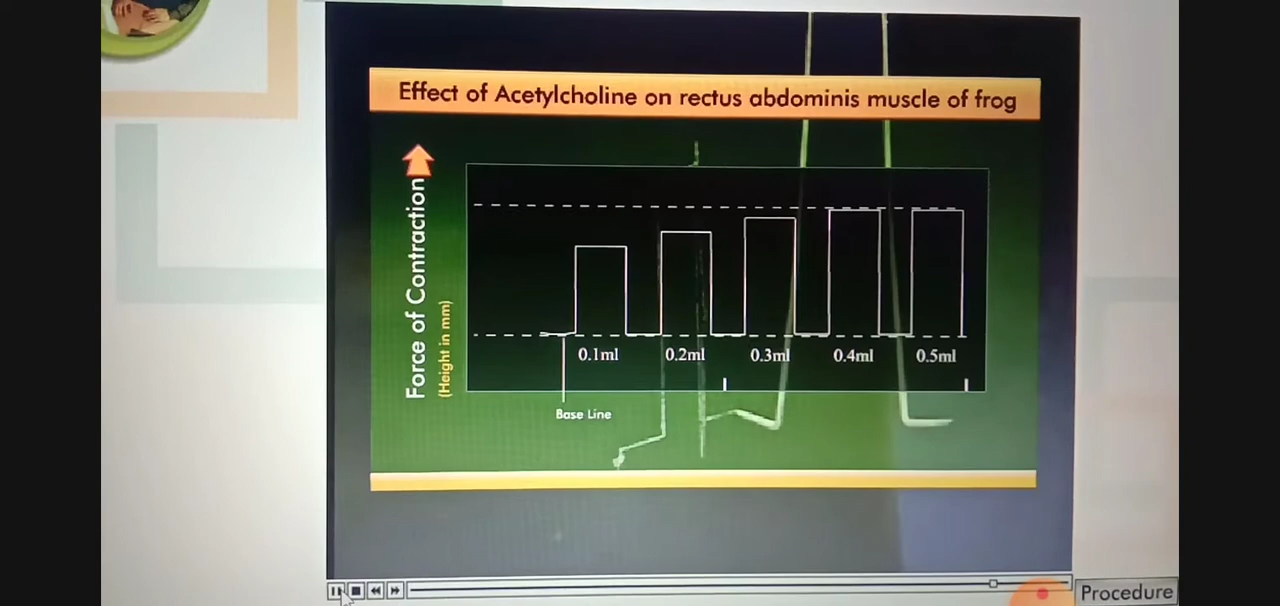 Effect of Acetylcholine on rectus abdominis muscle of frog
Force of Contraction
(Height in mm)
0.1ml 0.2ml 0.3ml 0.4ml 0.5ml
Base Line
Procedure